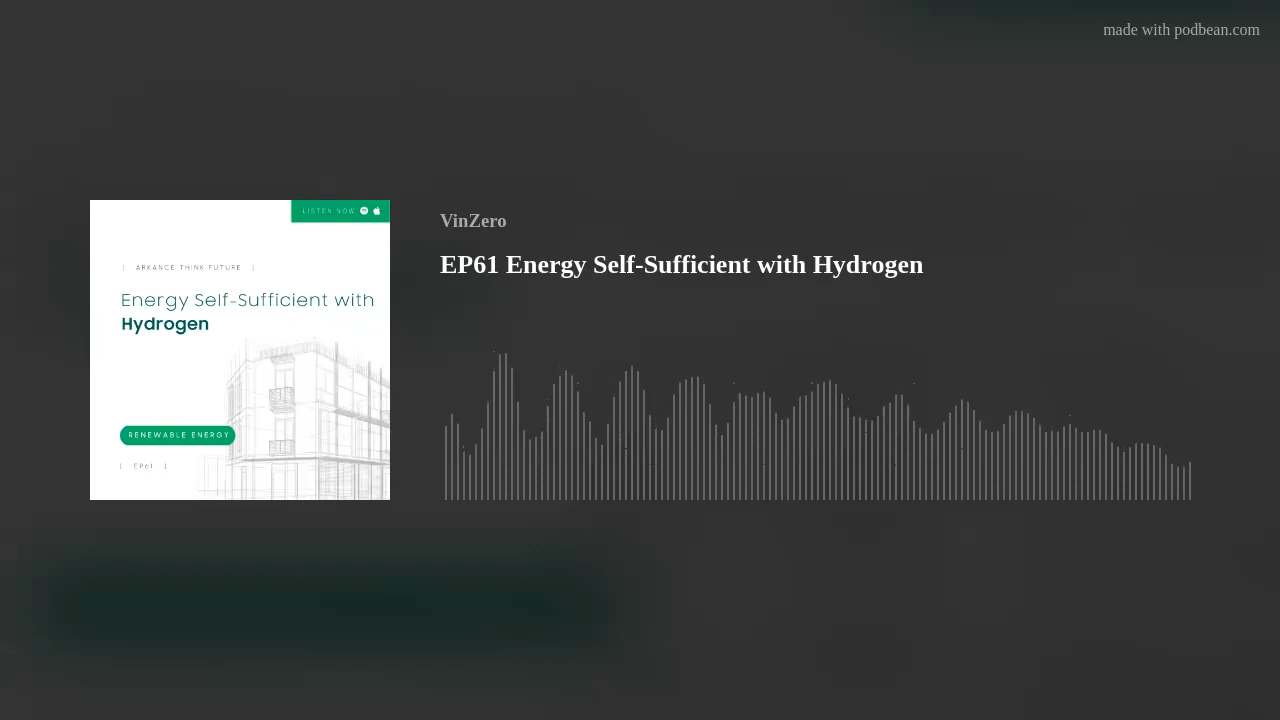 made with podbean.com
LISTEN NOW
[ ARKANCE THINK FUTURE ]
Energy Self-Sufficient with
Hydrogen
RENEWABLE ENERGY
[ EP61 ]
VinZero
EP61 Energy Self-Sufficient with Hydrogen